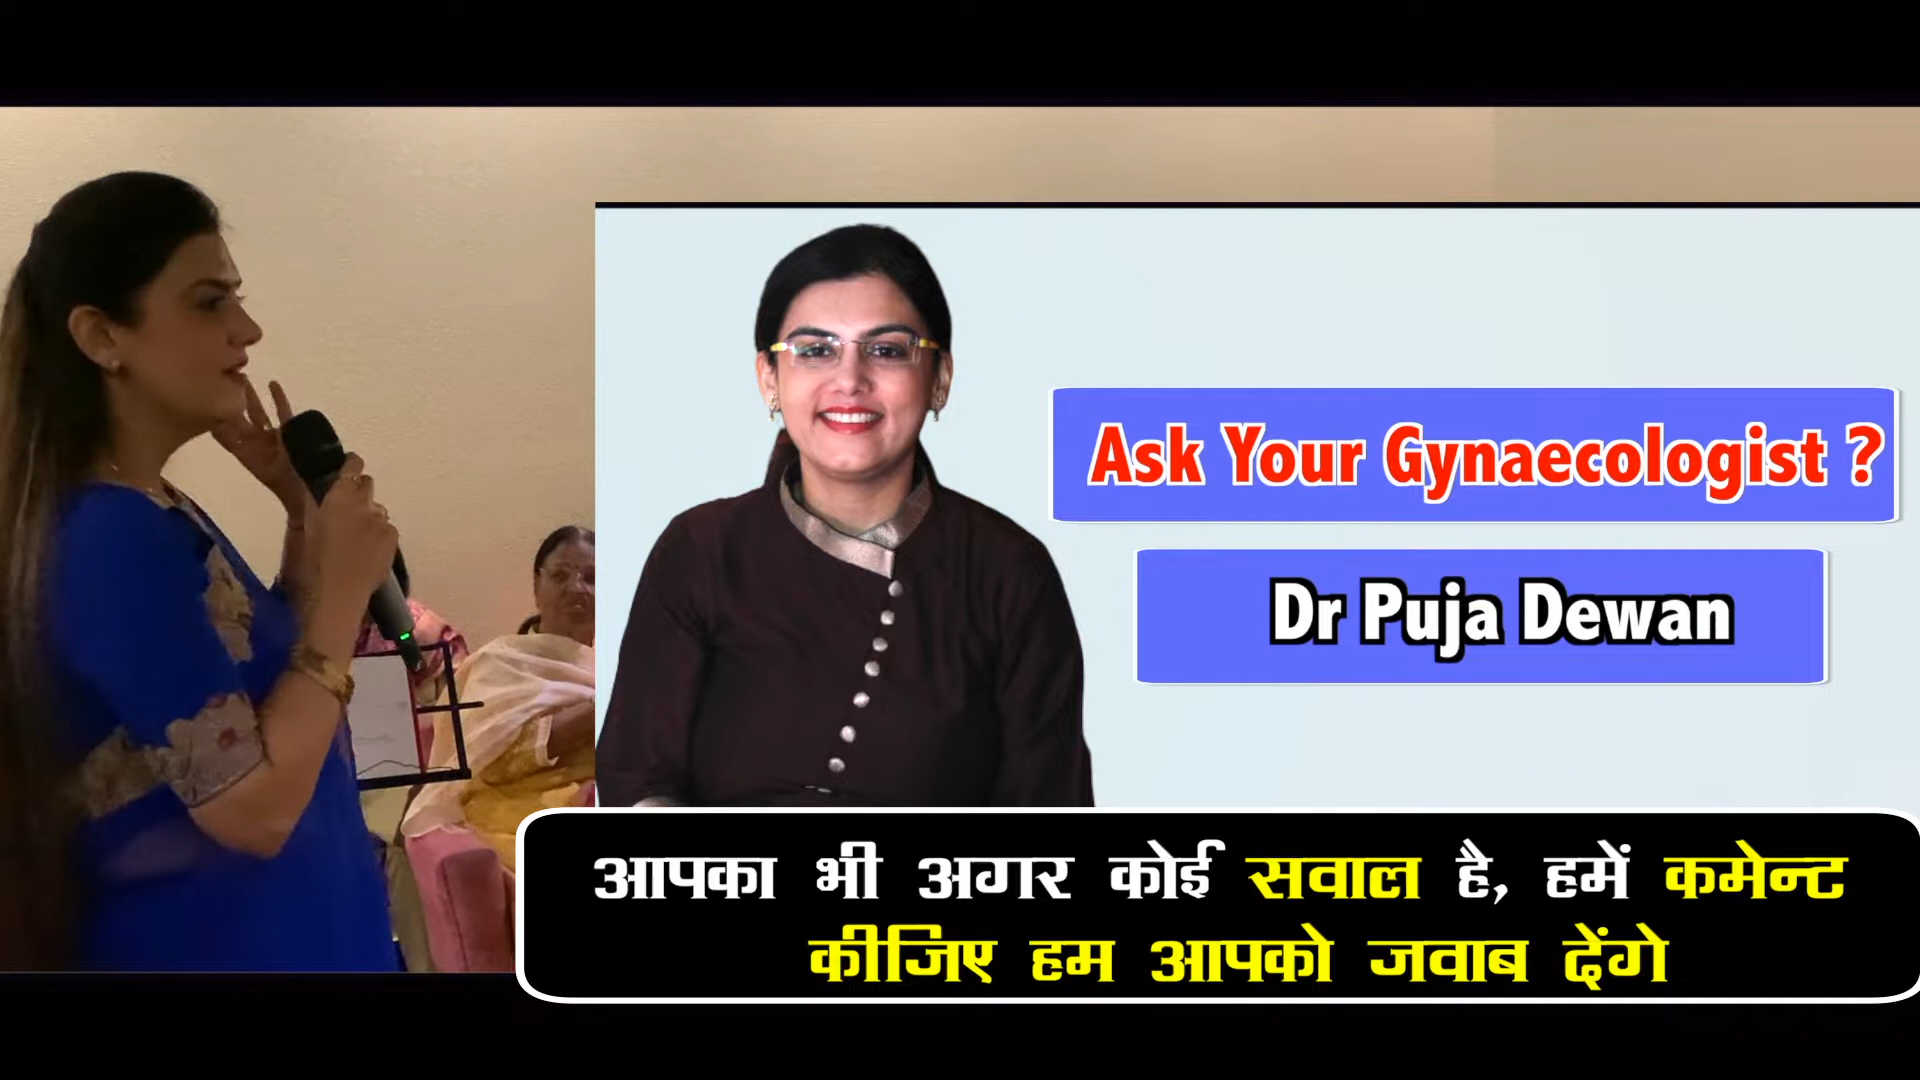 Ask Your Gynaecologist ?
Dr Puja Dewan
आपका भी अगर कोई सवाल है, हमें कमेन्ट
कीजिए हम आपको जवाब देंगे